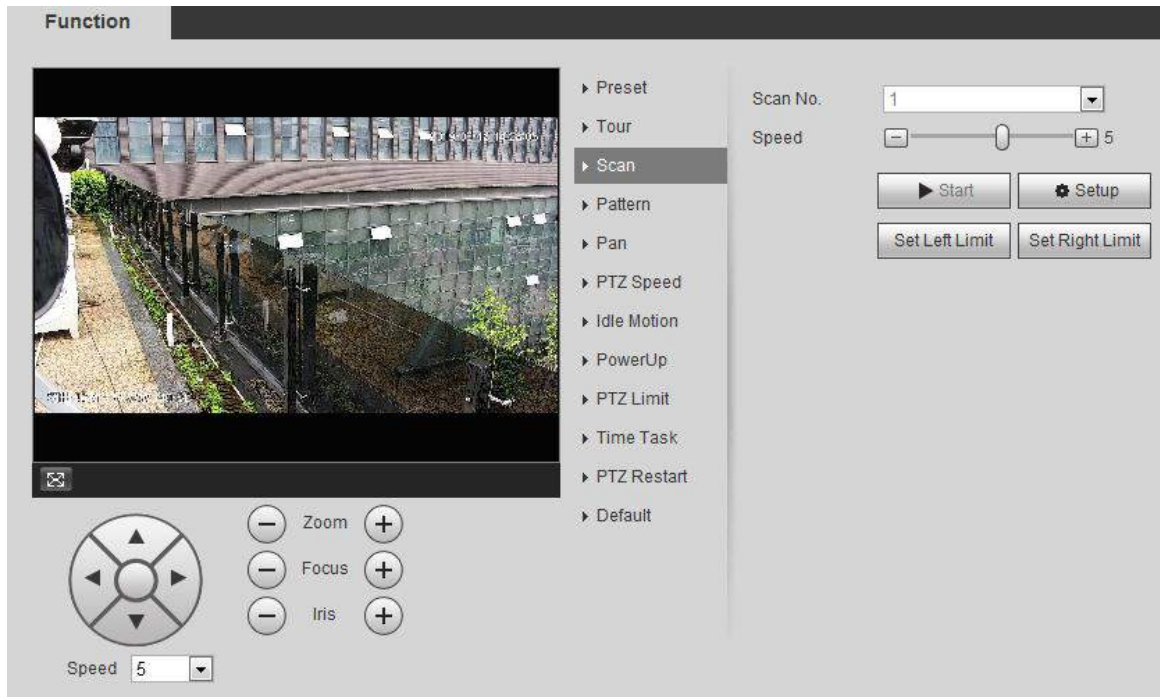 Function
Preset
Tour
Scan
Pattern
Pan
PTZ Speed
Idle Motion
PowerUp
PTZ Limit
Time Task
PTZ Restart
Default
Scan No. 1
Speed 5
Start Setup
Set Left Limit Set Right Limit
Zoom
Focus
Iris
Speed 5